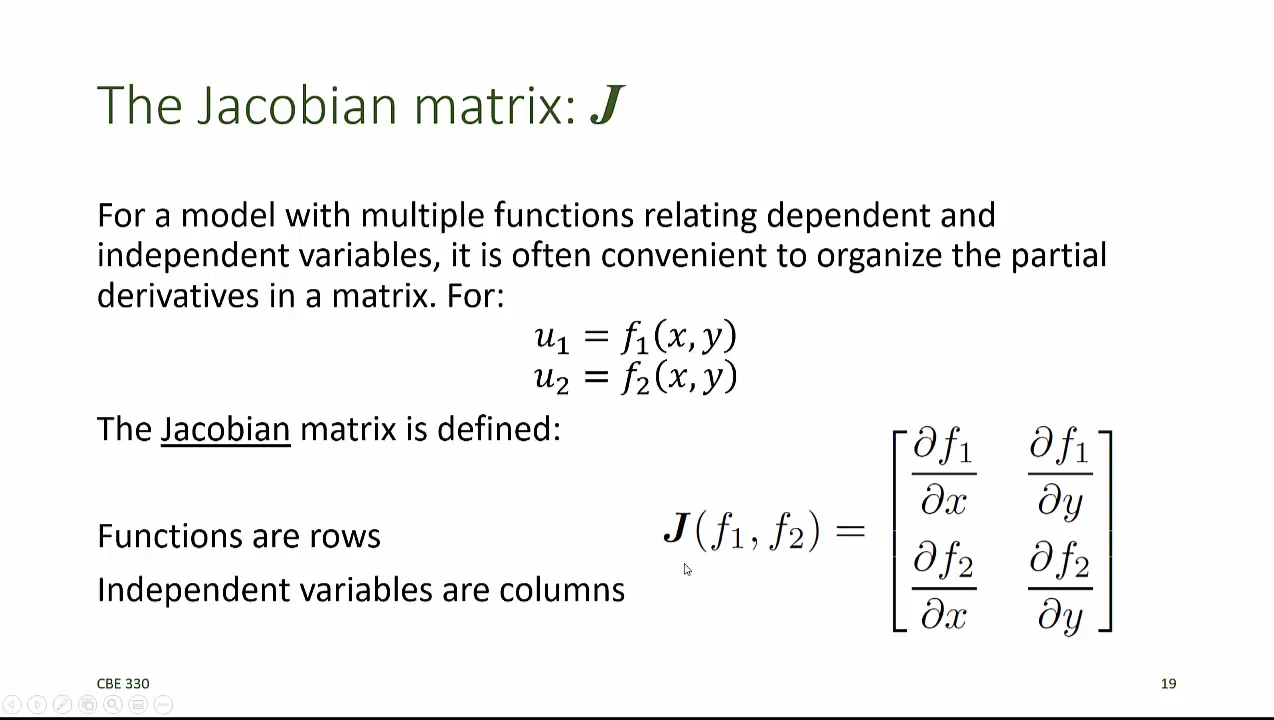 The Jacobian matrix: J
For a model with multiple functions relating dependent and
independent variables, it is often convenient to organize the partial
derivatives in a matrix. For:
u₁ = f₁(x, y)
u₂ = f₂(x, y)
The Jacobian matrix is defined:
Functions are rows
Independent variables are columns
J(f₁, f₂) = [∂f₁/∂x ∂f₁/∂y
∂f₂/∂x ∂f₂/∂y]
CBE 330
19